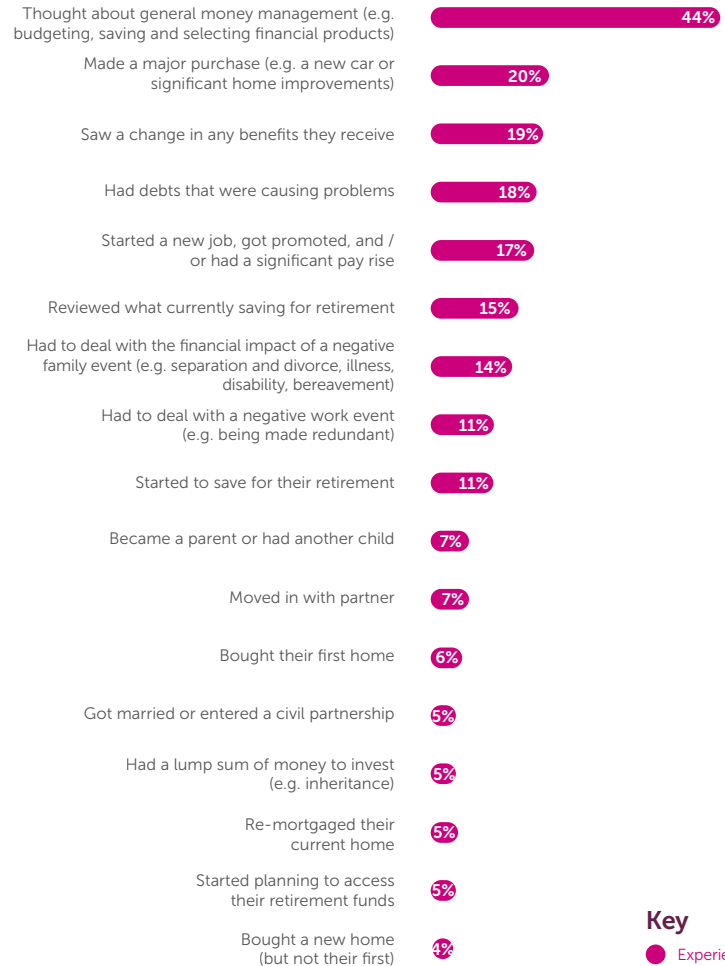 Thought about general money management (e.g.
budgeting, saving and selecting financial products)
44%
Made a major purchase (e.g. a new car or
significant home improvements)
20%
Saw a change in any benefits they receive
19%
Had debts that were causing problems
18%
Started a new job, got promoted, and /
or had a significant pay rise
17%
Reviewed what currently saving for retirement
15%
Had to deal with the financial impact of a negative
family event (e.g. separation and divorce, illness,
disability, bereavement)
14%
Had to deal with a negative work event
(e.g. being made redundant)
11%
Started to save for their retirement
11%
Became a parent or had another child
7%
Moved in with partner
7%
Bought their first home
6%
Got married or entered a civil partnership
5%
Had a lump sum of money to invest
(e.g. inheritance)
5%
Re-mortgaged their
current home
5%
Started planning to access
their retirement funds
5%
Bought a new home
(but not their first)
4%
Key